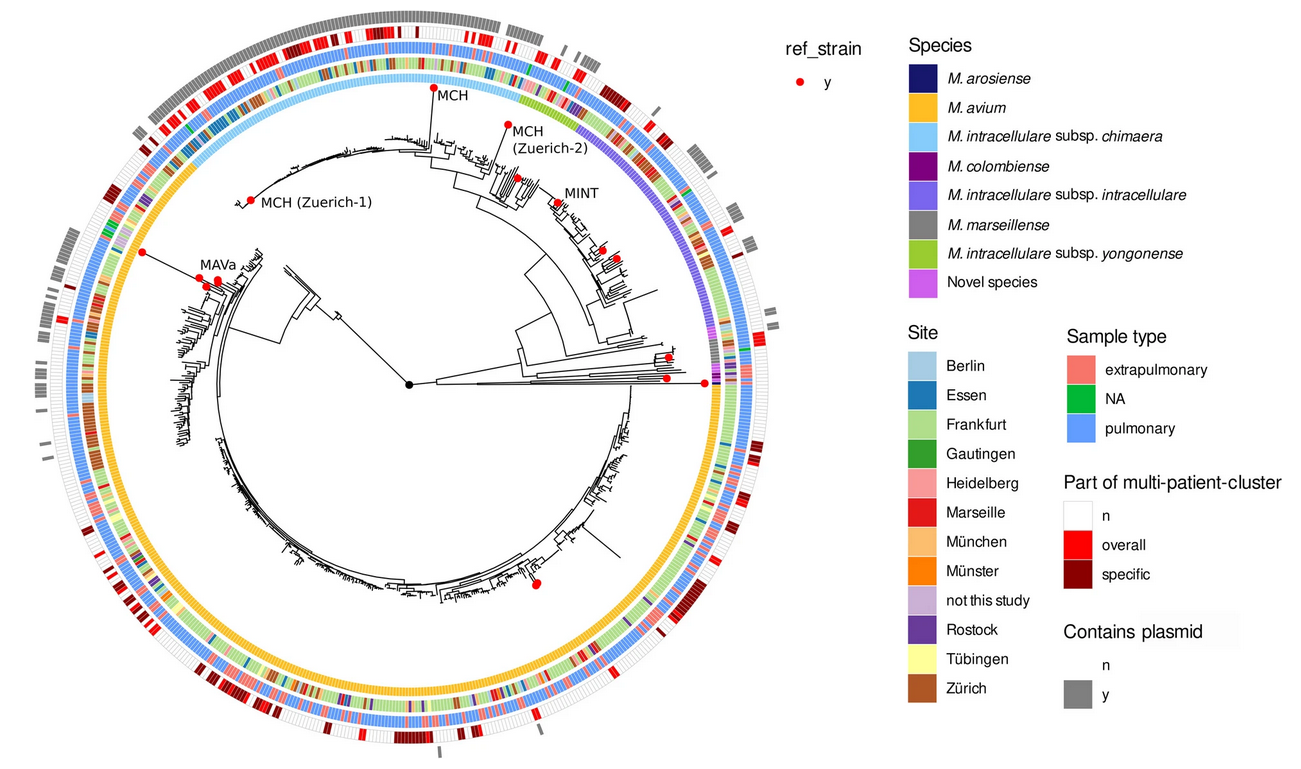 MCH
MCH
(Zuerich-2)
MCH (Zuerich-1)
MINT
MAVa
ref_strain
y
Species
M. arosiense
M. avium
M. intracellulare subsp. chimaera
M. colombiense
M. intracellulare subsp. intracellulare
M. marseillense
M. intracellulare subsp. yongonense
Novel species
Site
Berlin
Essen
Frankfurt
Gautingen
Heidelberg
Marseille
München
Münster
not this study
Rostock
Tübingen
Zürich
Sample type
extrapulmonary
NA
pulmonary
Part of multi-patient-cluster
n
overall
specific
Contains plasmid
n
y